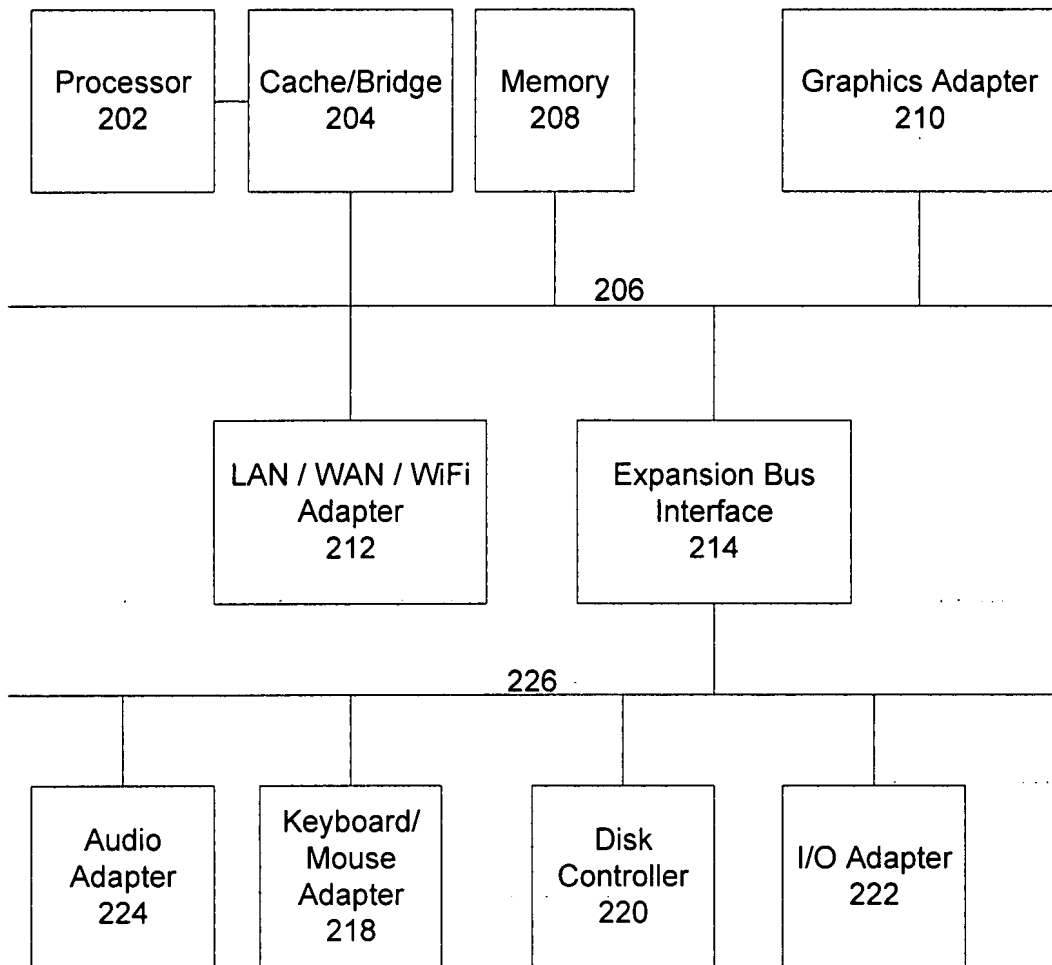 Processor
202
Cache/Bridge
204
Memory
208
Graphics Adapter
210
206
LAN / WAN / WiFi
Adapter
212
Expansion Bus
Interface
214
226
Audio
Adapter
224
Keyboard/
Mouse
Adapter
218
Disk
Controller
220
I/O Adapter
222